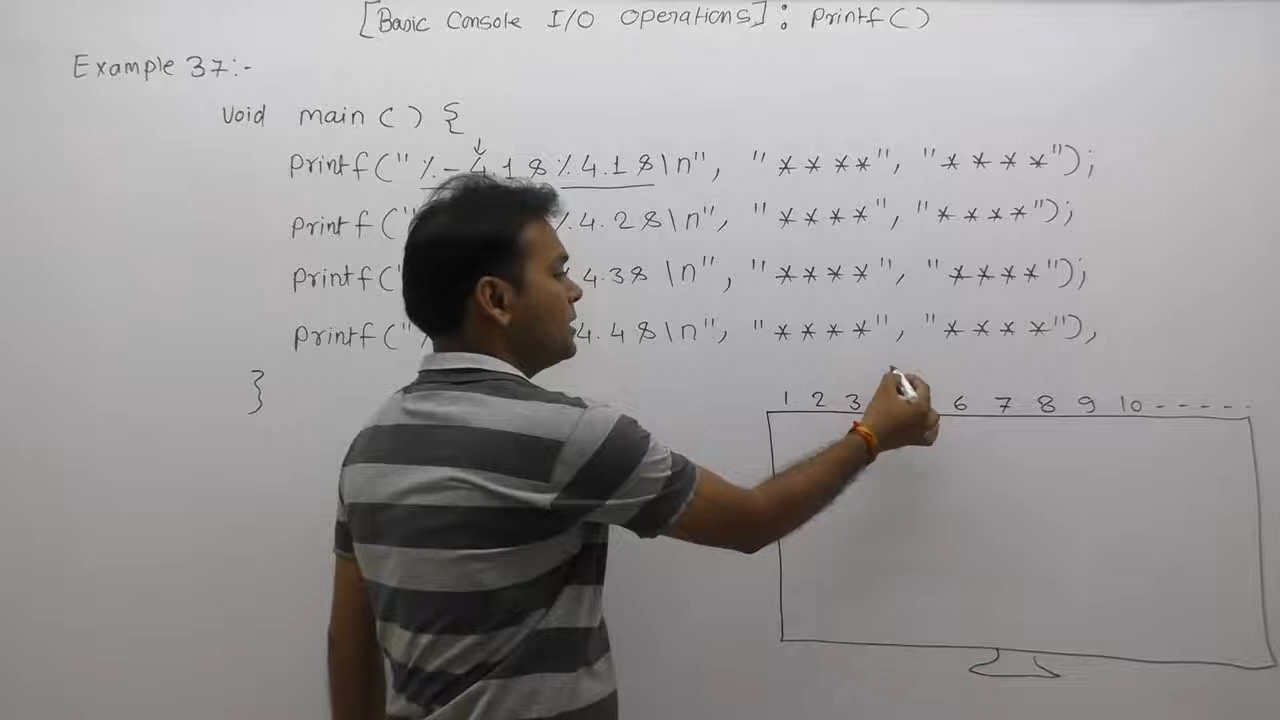 [Basic Console I/O Operations] : Printf()
Example 37:-
void main() {
Printf("%-4.1s%4.1s\n", "****", "****");
Printf(" %.4.2s\n", "****", "****");
Printf( 4.3s\n", "****", "****");
Printf(" 4.4s\n", "****", "****"),
}
1 2 3 6 7 8 9 10 - - - - -